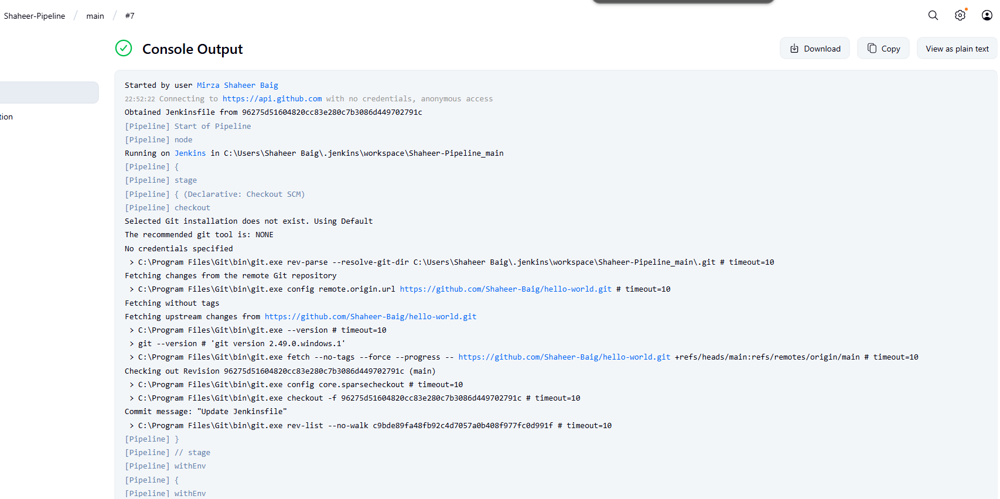 Shaheer-Pipeline / main / #7
Console Output
Download
Copy
View as plain text
tion
Started by user Mirza Shaheer Baig
22:52:22 Connecting to https://api.github.com with no credentials, anonymous access
Obtained Jenkinsfile from 96275d51604820cc83e280c7b3086d449702791c
[Pipeline] Start of Pipeline
[Pipeline] node
Running on Jenkins in C:\Users\Shaheer Baig\.jenkins\workspace\Shaheer-Pipeline_main
[Pipeline] {
[Pipeline] stage
[Pipeline] { (Declarative: Checkout SCM)
[Pipeline] checkout
Selected Git installation does not exist. Using Default
The recommended git tool is: NONE
No credentials specified
 > C:\Program Files\Git\bin\git.exe rev-parse --resolve-git-dir C:\Users\Shaheer Baig\.jenkins\workspace\Shaheer-Pipeline_main\.git # timeout=10
Fetching changes from the remote Git repository
 > C:\Program Files\Git\bin\git.exe config remote.origin.url https://github.com/Shaheer-Baig/hello-world.git # timeout=10
Fetching without tags
Fetching upstream changes from https://github.com/Shaheer-Baig/hello-world.git
 > C:\Program Files\Git\bin\git.exe --version # timeout=10
 > git --version # 'git version 2.49.0.windows.1'
 > C:\Program Files\Git\bin\git.exe fetch --no-tags --force --progress -- https://github.com/Shaheer-Baig/hello-world.git +refs/heads/main:refs/remotes/origin/main # timeout=10
Checking out Revision 96275d51604820cc83e280c7b3086d449702791c (main)
 > C:\Program Files\Git\bin\git.exe config core.sparsecheckout # timeout=10
 > C:\Program Files\Git\bin\git.exe checkout -f 96275d51604820cc83e280c7b3086d449702791c # timeout=10
Commit message: "Update Jenkinsfile"
 > C:\Program Files\Git\bin\git.exe rev-list --no-walk c9bde89fa48fb92c4d7057a0b408f977fc0d991f # timeout=10
[Pipeline] }
[Pipeline] // stage
[Pipeline] withEnv
[Pipeline] {
[Pipeline] withEnv